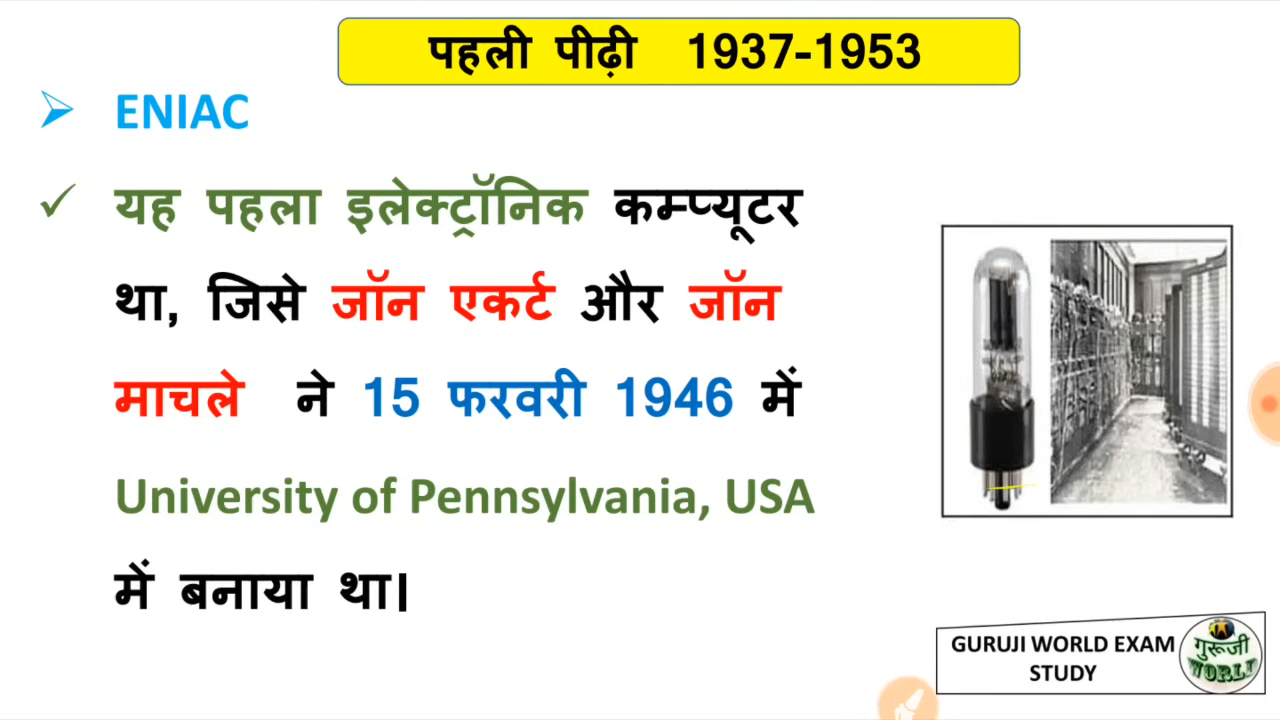 पहली पीढ़ी 1937-1953
ENIAC
यह पहला इलेक्ट्रॉनिक कम्प्यूटर
था, जिसे जॉन एकर्ट और जॉन
माचले ने 15 फरवरी 1946 में
University of Pennsylvania, USA
में बनाया था।
GURUJI WORLD EXAM
STUDY
गुरूजी
WORLD